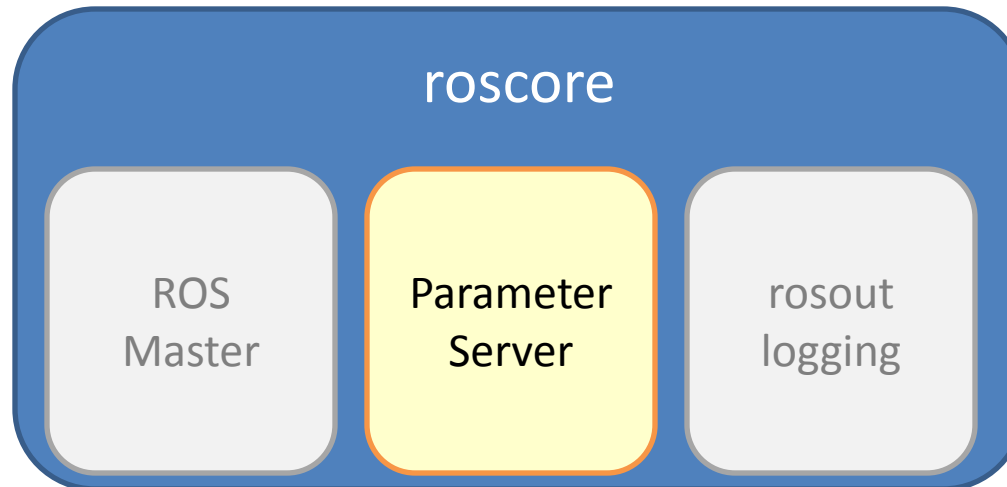 roscore
ROS
Master
Parameter
Server
rosout
logging